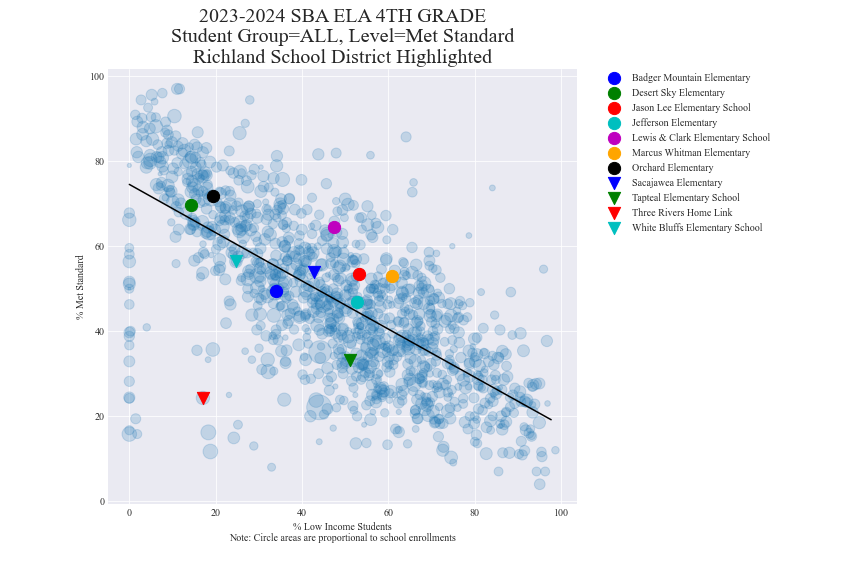 2023-2024 SBA ELA 4TH GRADE
Student Group=ALL, Level=Met Standard
Richland School District Highlighted
100
80
60
40
20
0
% Met Standard
0
20
40
60
80
100
% Low Income Students
Note: Circle areas are proportional to school enrollments
Badger Mountain Elementary
Desert Sky Elementary
Jason Lee Elementary School
Jefferson Elementary
Lewis & Clark Elementary School
Marcus Whitman Elementary
Orchard Elementary
Sacajawea Elementary
Tapteal Elementary School
Three Rivers Home Link
White Bluffs Elementary School